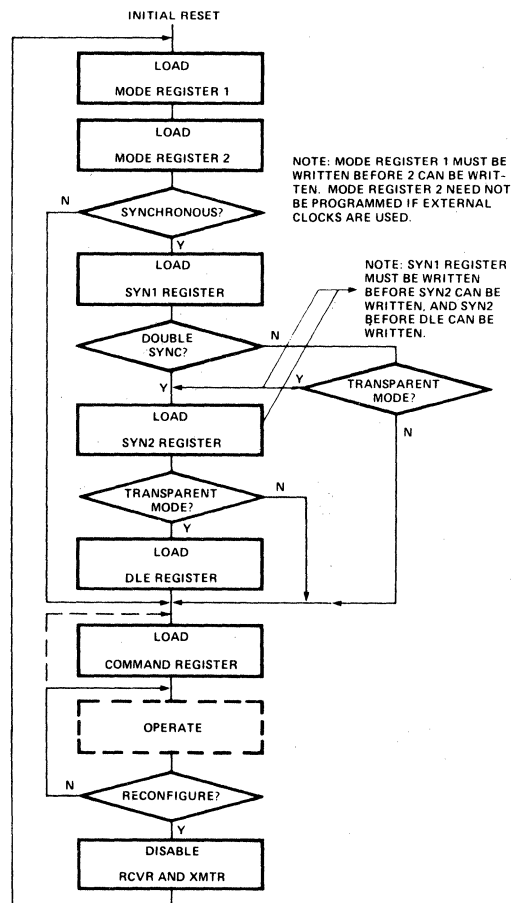 INITIAL RESET
LOAD
MODE REGISTER 1
LOAD
MODE REGISTER 2
NOTE: MODE REGISTER 1 MUST BE
WRITTEN BEFORE 2 CAN BE WRIT-
TEN. MODE REGISTER 2 NEED NOT
BE PROGRAMMED IF EXTERNAL
CLOCKS ARE USED.
N
SYNCHRONOUS?
Y
LOAD
SYN1 REGISTER
NOTE: SYN1 REGISTER
MUST BE WRITTEN
BEFORE SYN2 CAN BE
WRITTEN, AND SYN2
BEFORE DLE CAN BE
WRITTEN.
DOUBLE
SYNC?
N
Y
Y
TRANSPARENT
MODE?
N
LOAD
SYN2 REGISTER
TRANSPARENT
MODE?
N
Y
LOAD
DLE REGISTER
LOAD
COMMAND REGISTER
OPERATE
N
RECONFIGURE?
Y
DISABLE
RCVR AND XMTR